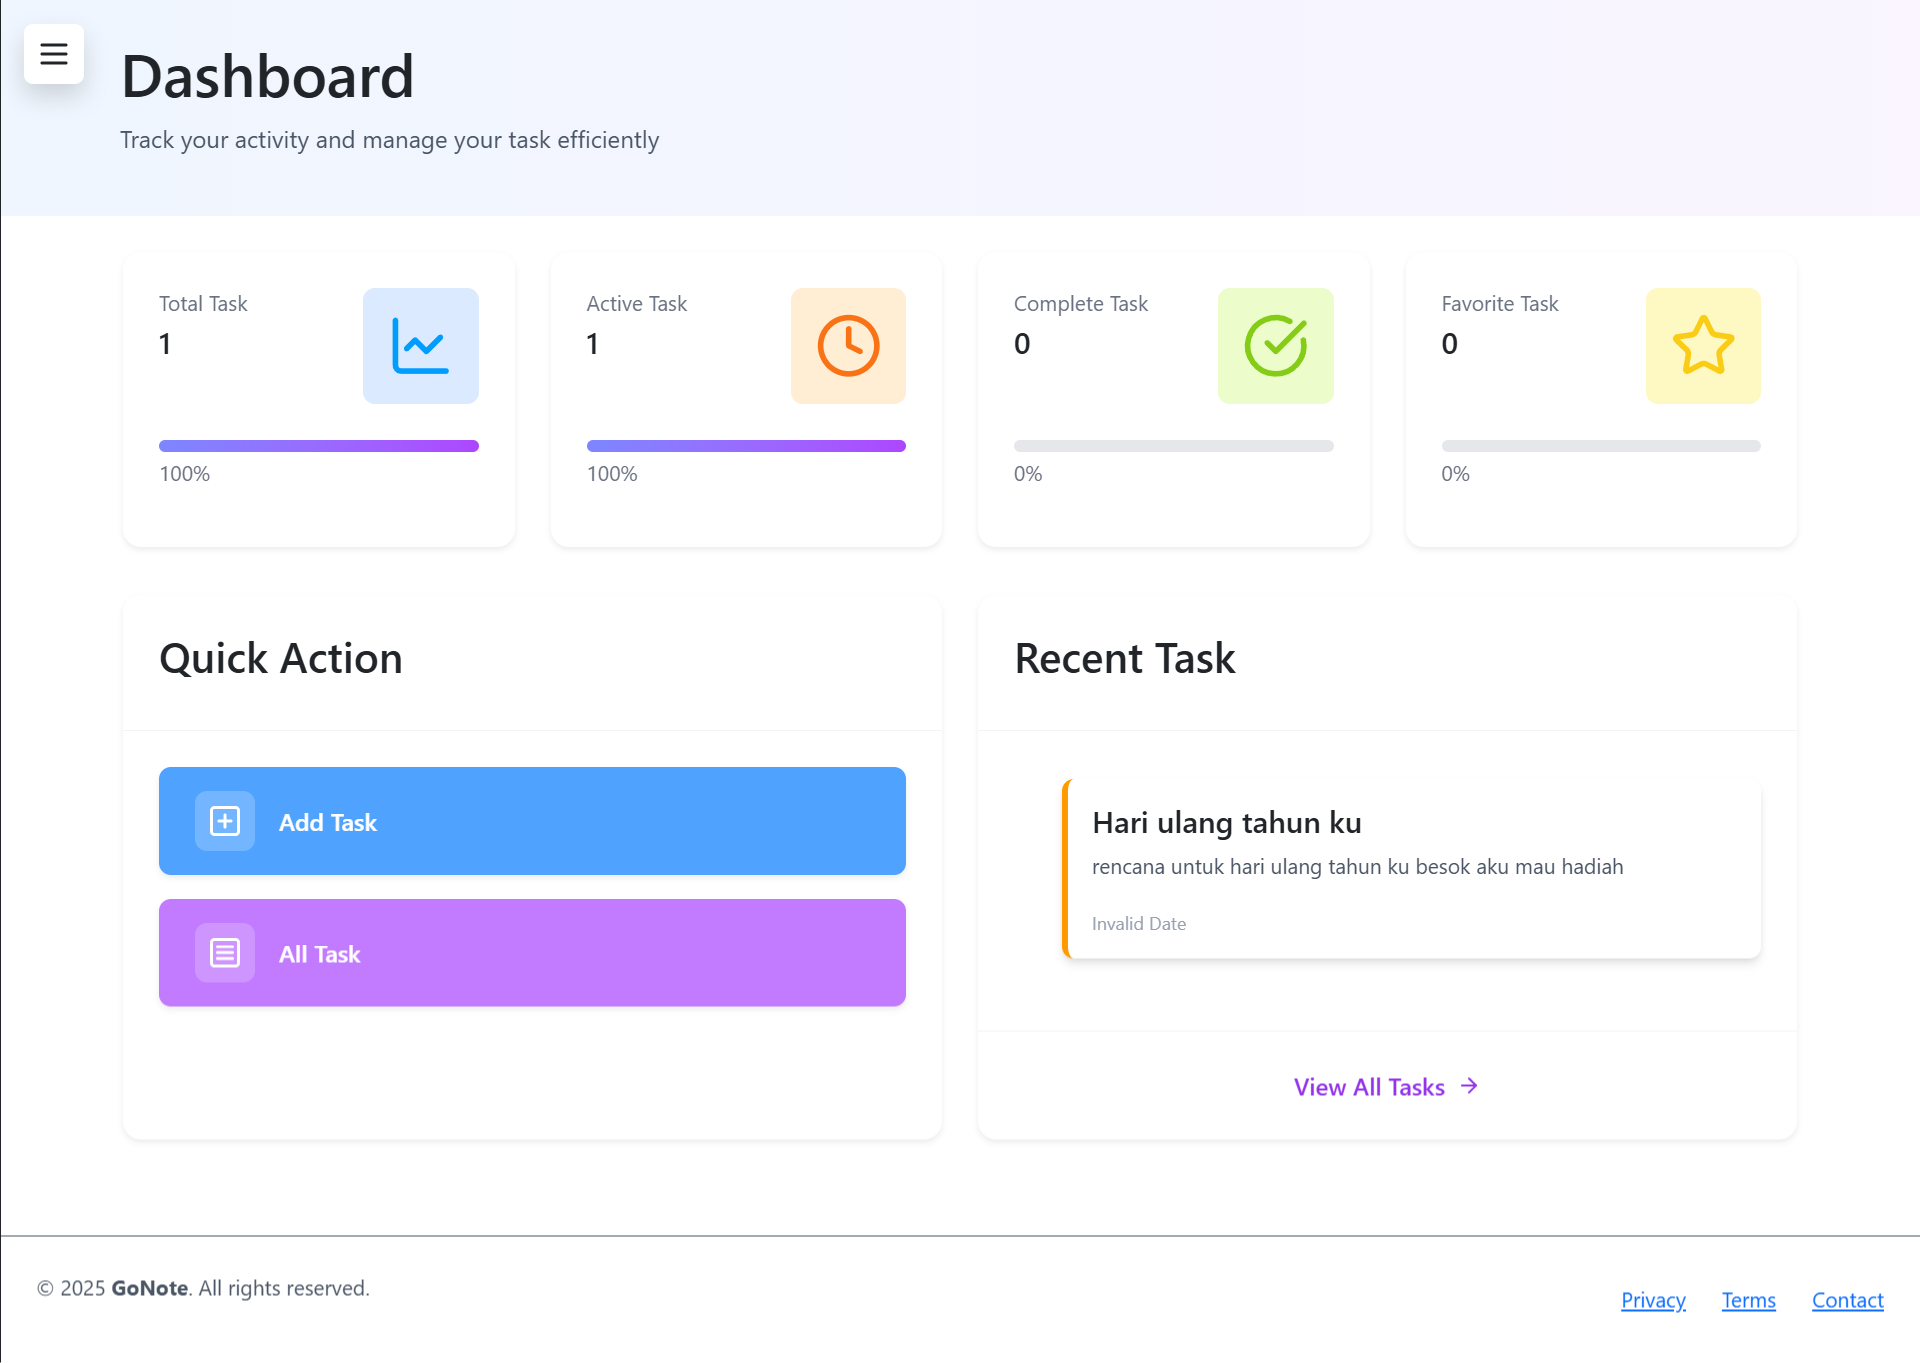 Dashboard
Track your activity and manage your task efficiently
Total Task
1
100%
Active Task
1
100%
Complete Task
0
0%
Favorite Task
0
0%
Quick Action
Add Task
All Task
Recent Task
Hari ulang tahun ku
rencana untuk hari ulang tahun ku besok aku mau hadiah
Invalid Date
View All Tasks →
© 2025 GoNote. All rights reserved.
Privacy Terms Contact